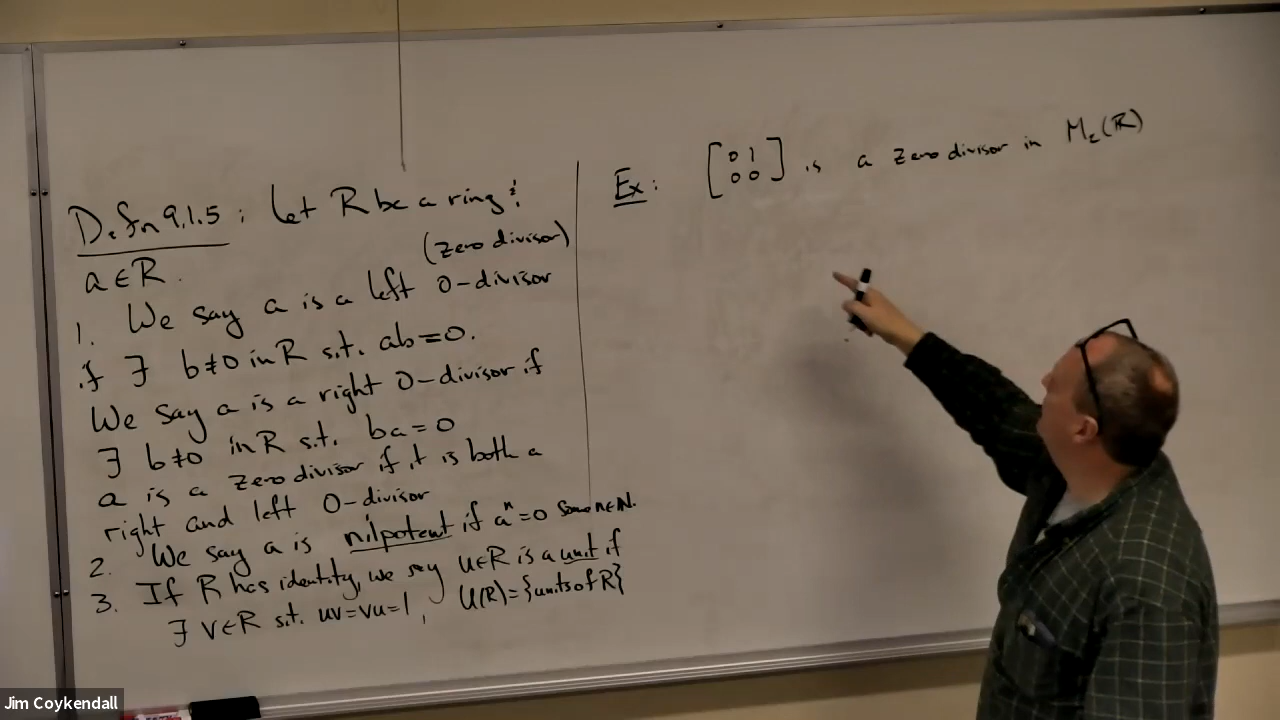 Defn 9.1.5: Let R be a ring &
a ∈ R.
(zero divisor)
1. We say a is a left 0-divisor
if ∃ b≠0 in R s.t. ab=0.
We say a is a right 0-divisor if
∃ b≠0 in R s.t. ba=0
a is a zero divisor if it is both a
right and left 0-divisor
2. We say a is nilpotent if aⁿ=0 some n∈N.
3. If R has identity, we say u∈R is a unit if
∃ v∈R s.t. uv=vu=1, U(R)={units of R}
Ex: [0 1
0 0] is a zero divisor in M₂(R)
Jim Coykendall